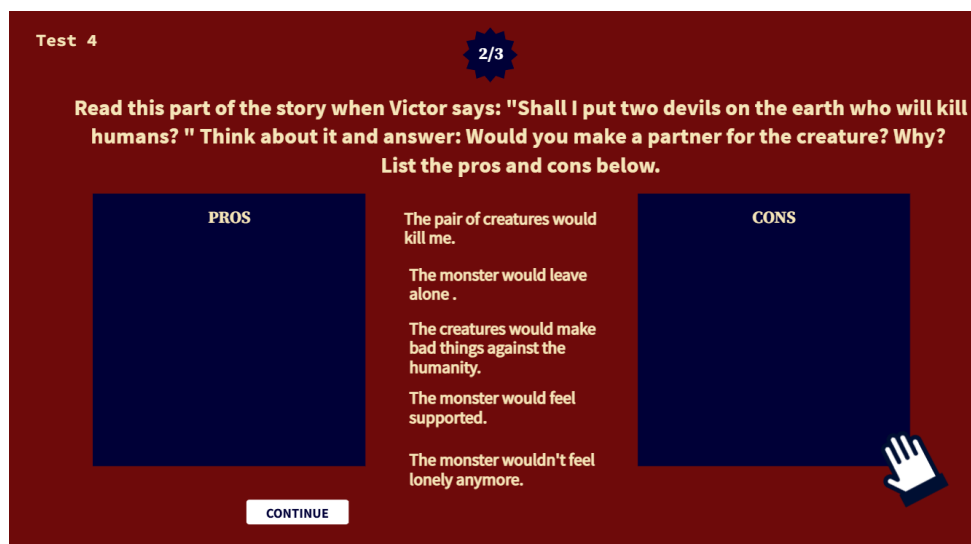 Test 4
2/3
Read this part of the story when Victor says: "Shall I put two devils on the earth who will kill
humans? " Think about it and answer: Would you make a partner for the creature? Why?
List the pros and cons below.
PROS
The pair of creatures would
kill me.
The monster would leave
alone .
The creatures would make
bad things against the
humanity.
The monster would feel
supported.
The monster wouldn't feel
lonely anymore.
CONS
CONTINUE